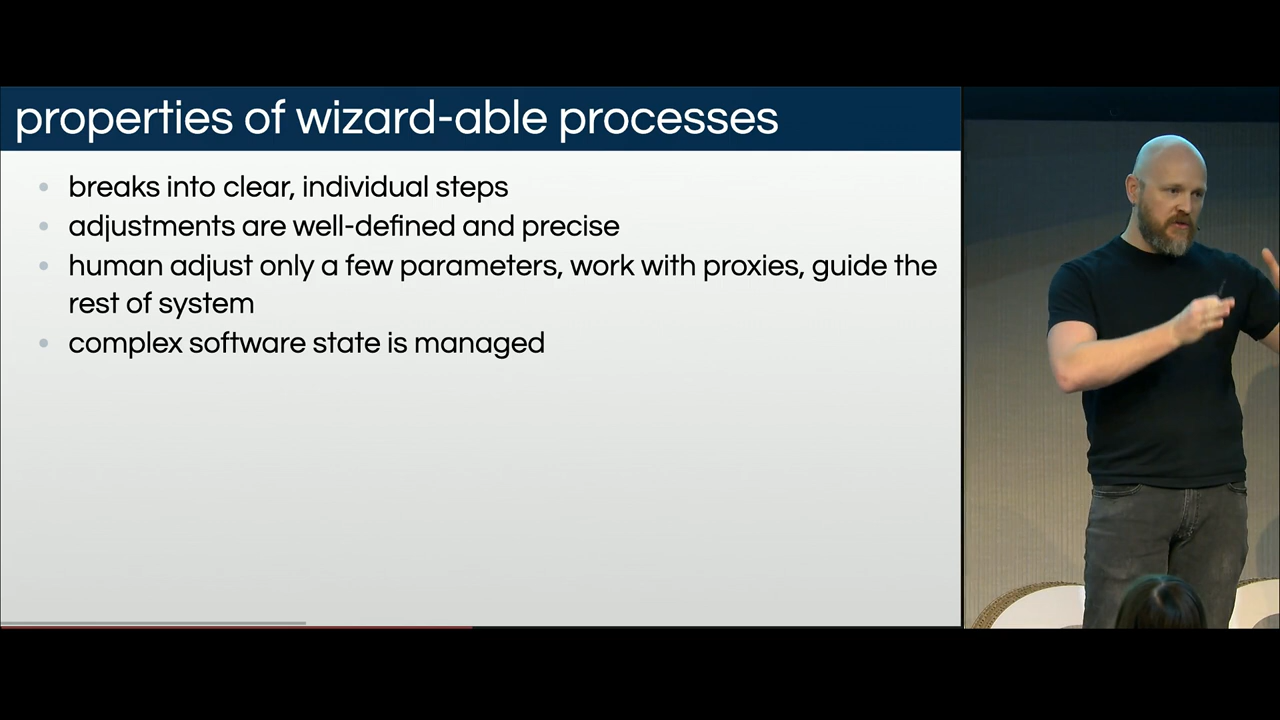 properties of wizard-able processes
breaks into clear, individual steps
adjustments are well-defined and precise
human adjust only a few parameters, work with proxies, guide the
rest of system
complex software state is managed